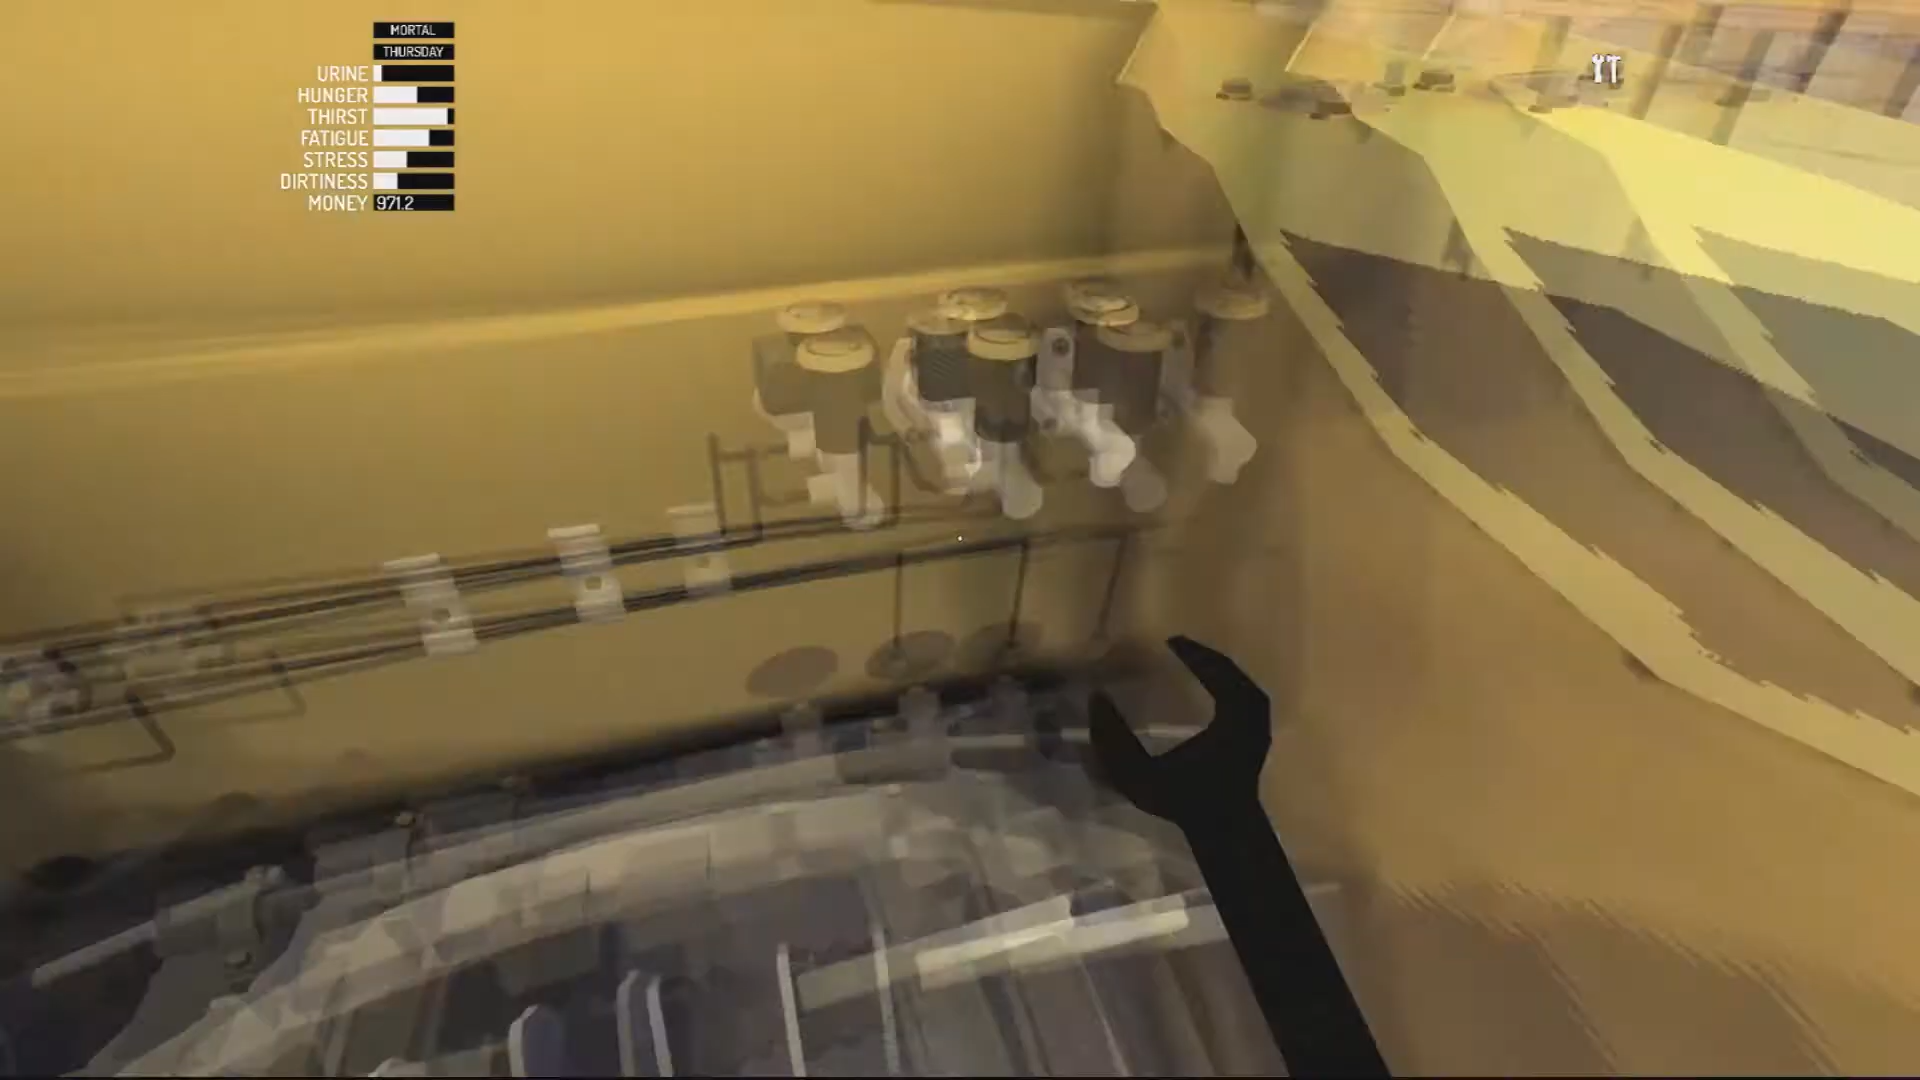 MORTAL
THURSDAY
URINE
HUNGER
THIRST
FATIGUE
STRESS
DIRTINESS
MONEY 971.2